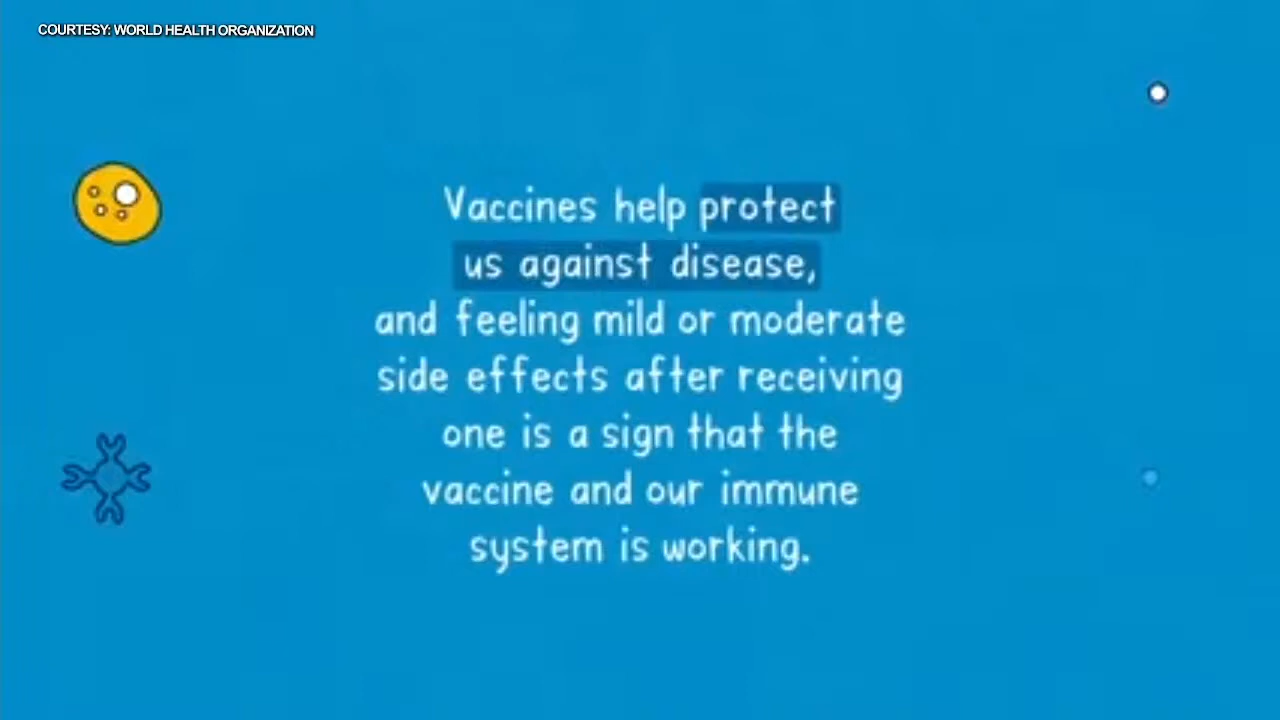 COURTESY: WORLD HEALTH ORGANIZATION
Vaccines help protect
us against disease,
and feeling mild or moderate
side effects after receiving
one is a sign that the
vaccine and our immune
system is working.